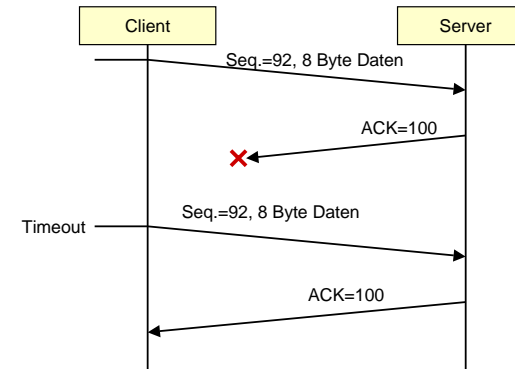 Client
Server
Seq.=92, 8 Byte Daten
ACK=100
Seq.=92, 8 Byte Daten
Timeout
ACK=100